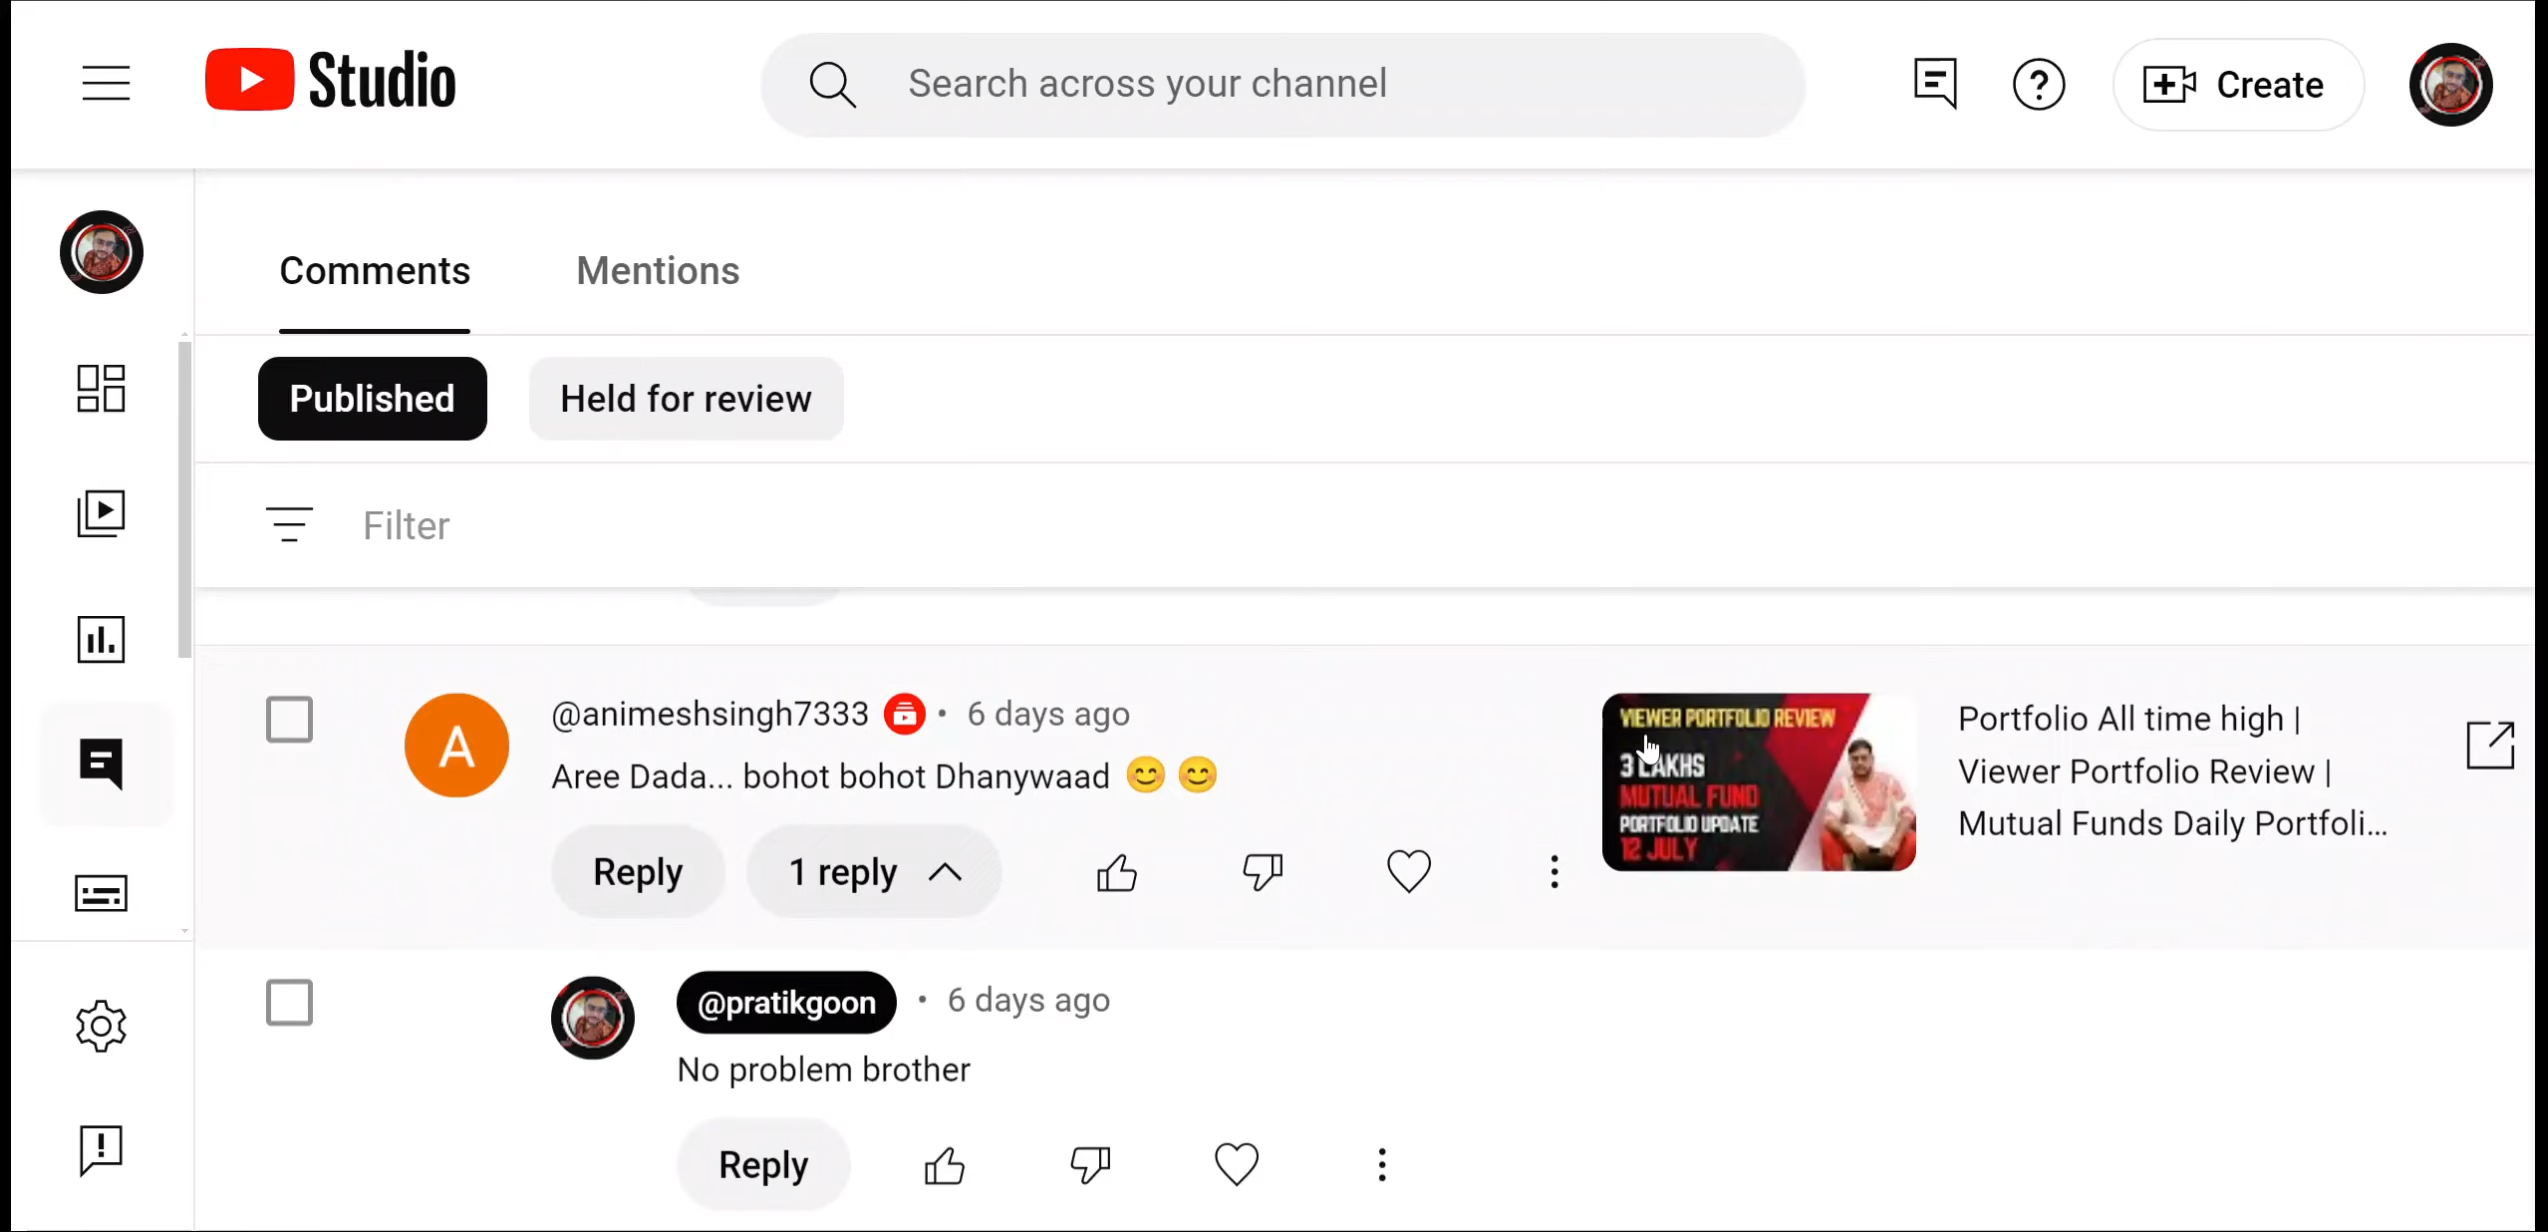 Studio
Search across your channel
Create
Comments
Mentions
Published
Held for review
Filter
@animeshsingh7333 • 6 days ago
Aree Dada... bohot bohot Dhanywaad 😊 😊
Reply
1 reply
VIEWER PORTFOLIO REVIEW
3 LAKHS
MUTUAL FUND
PORTFOLIO UPDATE
12 JULY
Portfolio All time high |
Viewer Portfolio Review |
Mutual Funds Daily Portfoli...
A
@pratikgoon • 6 days ago
No problem brother
Reply